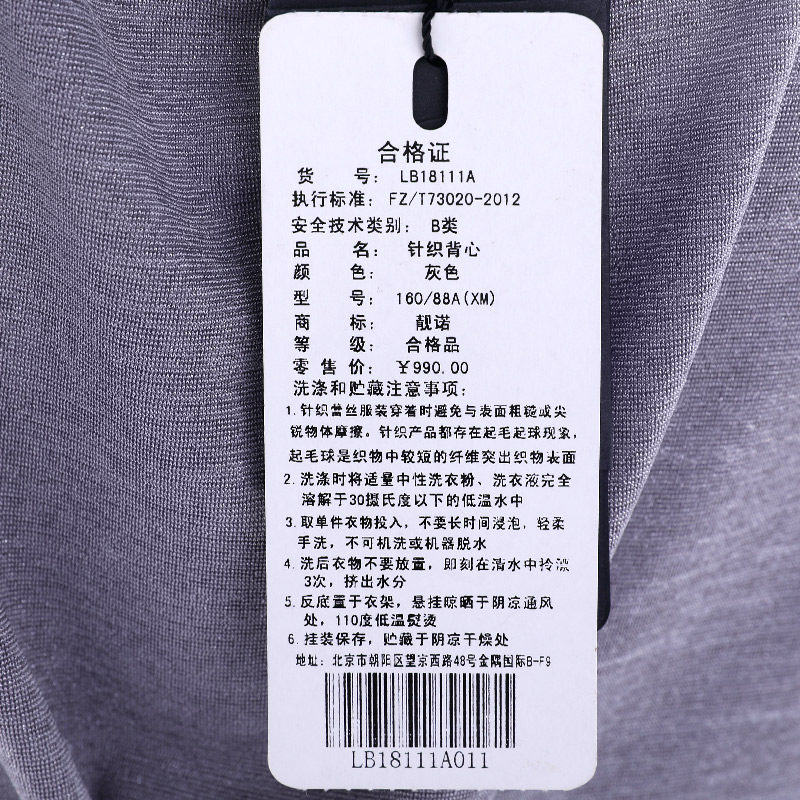 合格证
货 号: LB18111A
执行标准: FZ/T73020-2012
安全技术类别: B类
品 名: 针织背心
颜 色: 灰色
型 号: 160/88A(XM)
商 标: 靓诺
等 级: 合格品
零 售 价: ￥990.00
洗涤和贮藏注意事项:
1.针织蕾丝服装穿着时避免与表面粗糙或尖
锐物体摩擦。针织产品都存在起毛起球现象,
起毛球是织物中较短的纤维突出织物表面
2.洗涤时将适量中性洗衣粉、洗衣液完全
溶解于30摄氏度以下的低温水中
3.取单件衣物投入,不要长时间浸泡,轻柔
手洗,不可机洗或机器脱水
4.洗后衣物不要放置,即刻在清水中拎漂
3次,挤出水分
5.反底置于衣架,悬挂晾晒于阴凉通风
处,110度低温熨烫
6.挂装保存,贮藏于阴凉干燥处
地址:北京市朝阳区望京西路48号金隅国际B-F9
LB18111A011